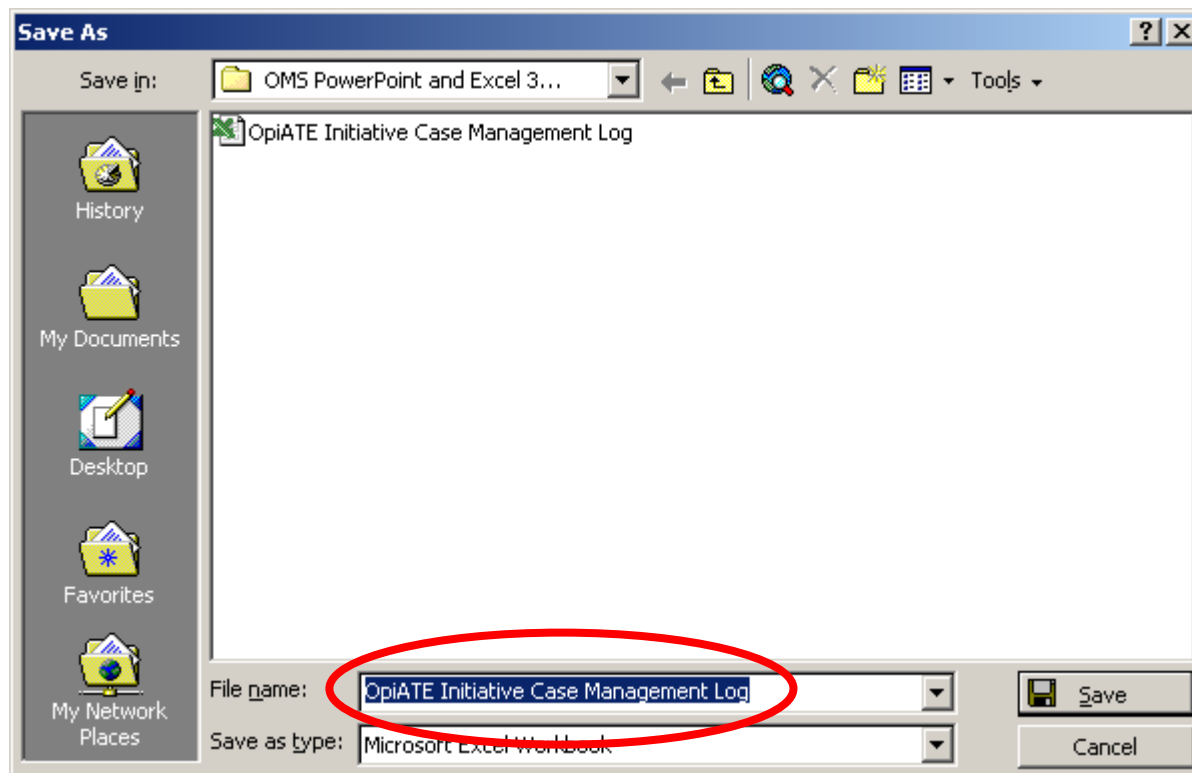 Save As
?
Save in:
OMS PowerPoint and Excel 3...
Tools
OpiATE Initiative Case Management Log
History
My Documents
Desktop
Favorites
My Network
Places
File name:
OpiATE Initiative Case Management Log
Save
Save as type:
Microsoft Excel Workbook
Cancel